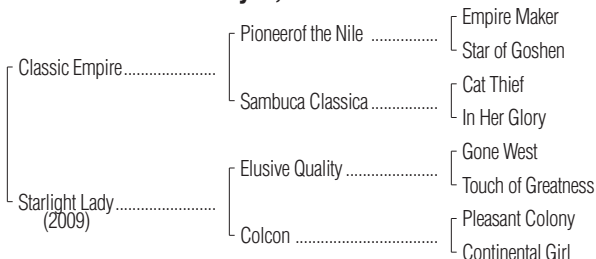 Empire Maker
Pioneerof the Nile ..............
Star of Goshen
Classic Empire....................
Cat Thief
Sambuca Classica..............
In Her Glory
Gone West
Elusive Quality ...................
Touch of Greatness
Starlight Lady.....................
(2009)
Pleasant Colony
Colcon ..............................
Continental Girl